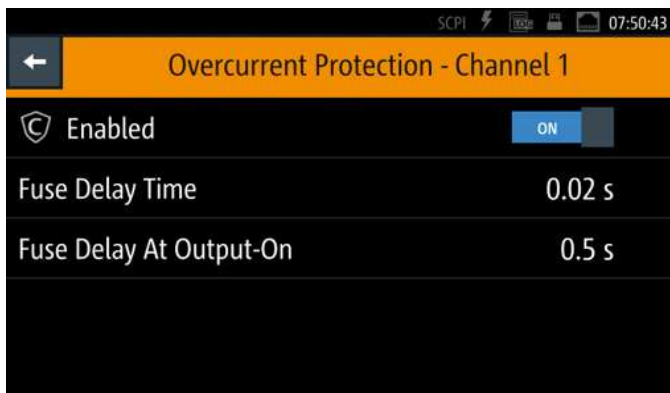 SCPI LOG 07:50:43
Overcurrent Protection - Channel 1
C Enabled ON
Fuse Delay Time 0.02 s
Fuse Delay At Output-On 0.5 s